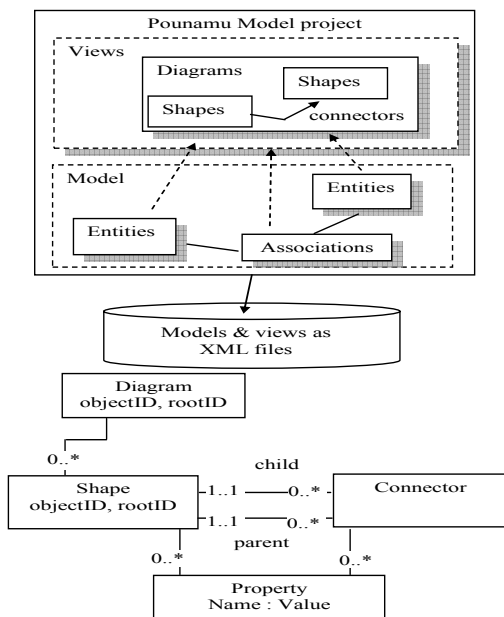 Pounamu Model project
Views
Diagrams
Shapes
Shapes
connectors
Model
Entities
Entities
Associations
Models & views as
XML files
Diagram
objectID, rootID
0..*
child
Shape
objectID, rootID
1..1
0..*
Connector
1..1
0..*
parent
0..*
0..*
Property
Name : Value